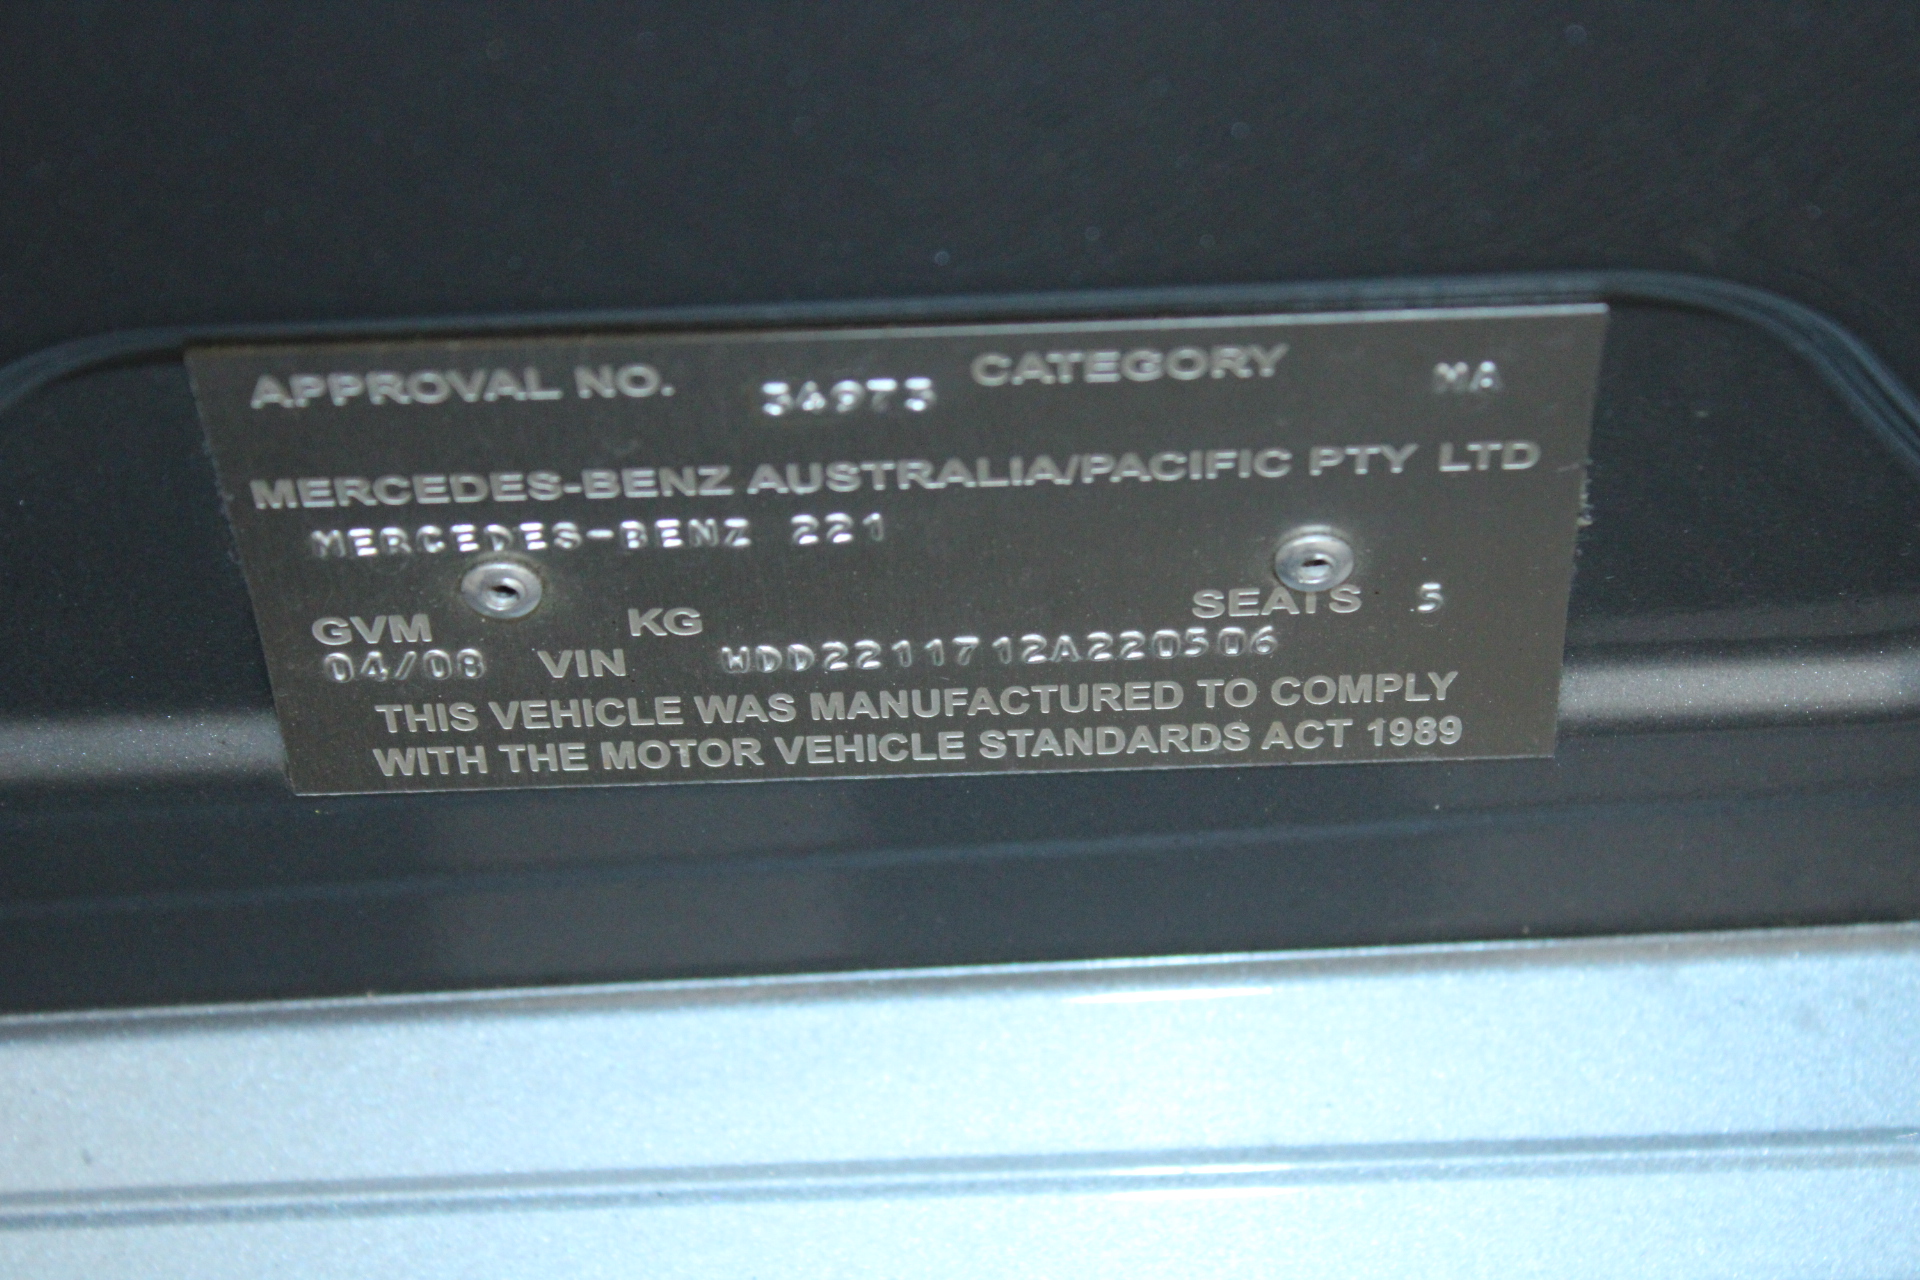 APPROVAL NO. 34973 CATEGORY MA
MERCEDES-BENZ AUSTRALIA/PACIFIC PTY LTD
MERCEDES-BENZ 221
GVM KG SEATS 5
04/08 VIN WDD2211712A220506
THIS VEHICLE WAS MANUFACTURED TO COMPLY
WITH THE MOTOR VEHICLE STANDARDS ACT 1989